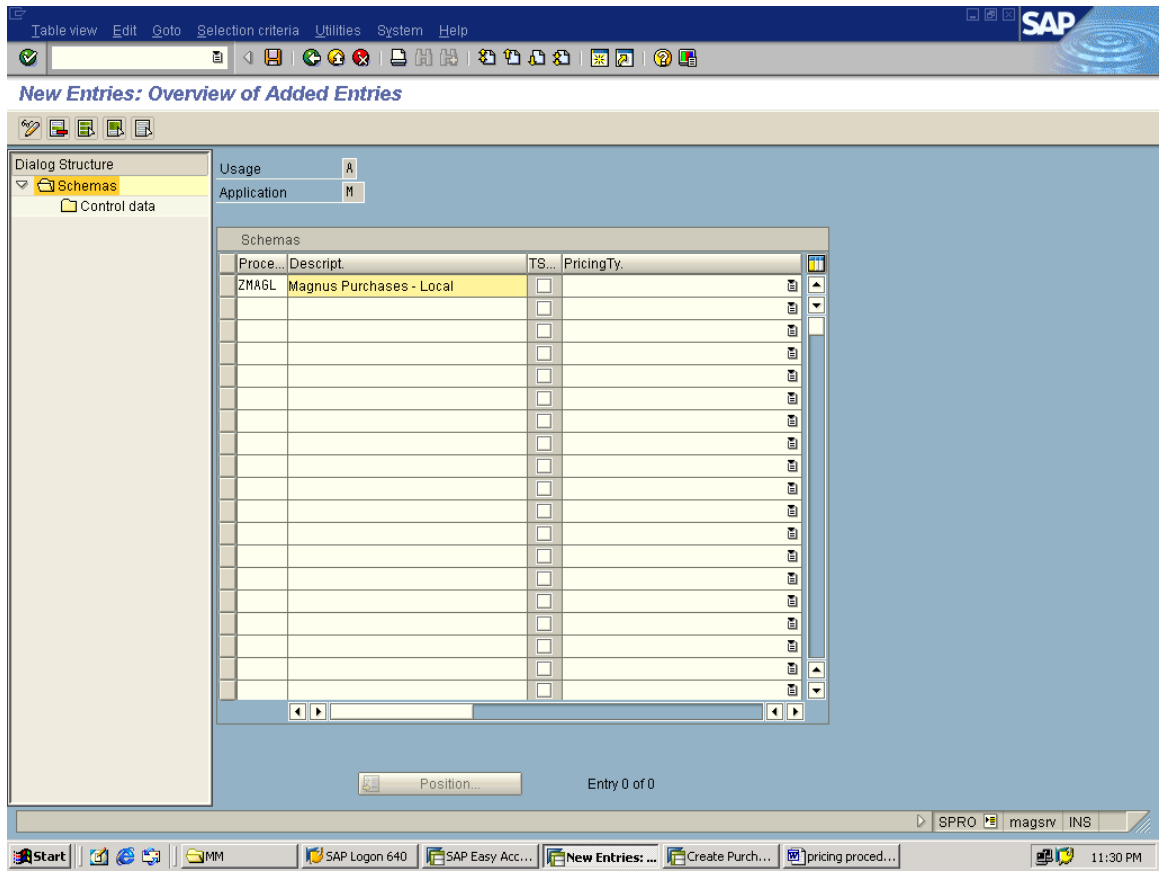 Table view Edit Goto Selection criteria Utilities System Help
SAP
New Entries: Overview of Added Entries
Dialog Structure
Schemas
Control data
Usage A
Application M
Schemas
Proce... Descript. TS... PricingTy.
ZMAGL Magnus Purchases - Local
Position... Entry 0 of 0
SPRO magsrv INS
Start MM SAP Logon 640 SAP Easy Acc... New Entries: ... Create Purch... pricing proced... 11:30 PM